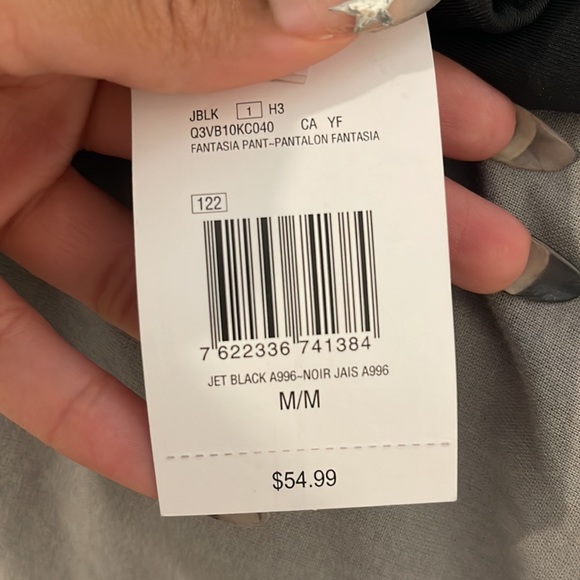 JBLK 1 H3
Q3VB10KC040 CA YF
FANTASIA PANT~PANTALON FANTASIA
122
7 622336 741384
JET BLACK A996~NOIR JAIS A996
M/M
$54.99